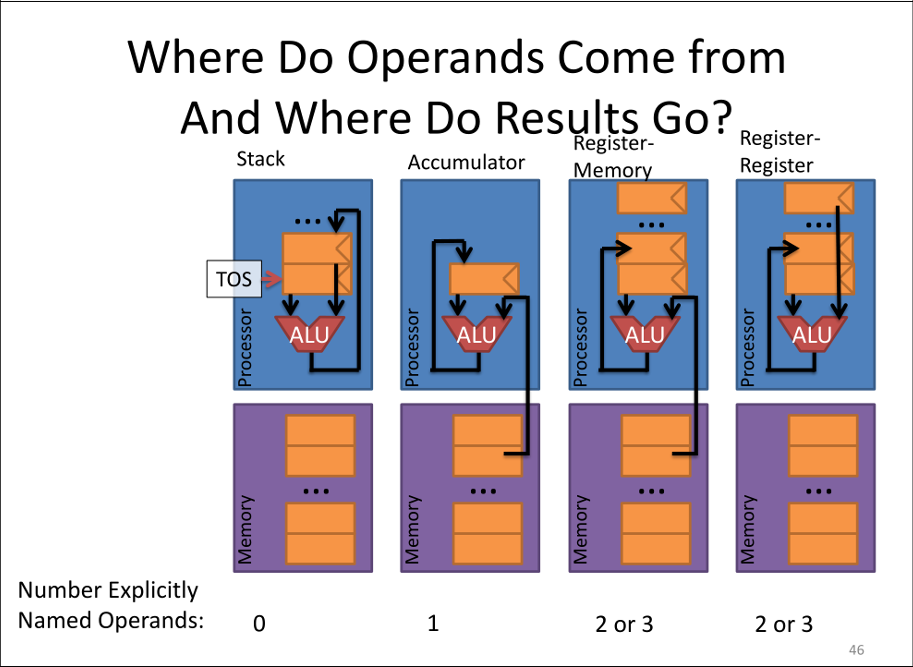 Where Do Operands Come from
And Where Do Results Go?
Stack
Accumulator
Register-
Memory
Register-
Register
...
...
...
TOS
ALU
ALU
ALU
ALU
Processor
Processor
Processor
Processor
...
...
...
...
Memory
Memory
Memory
Memory
Number Explicitly
Named Operands:
0
1
2 or 3
2 or 3
46